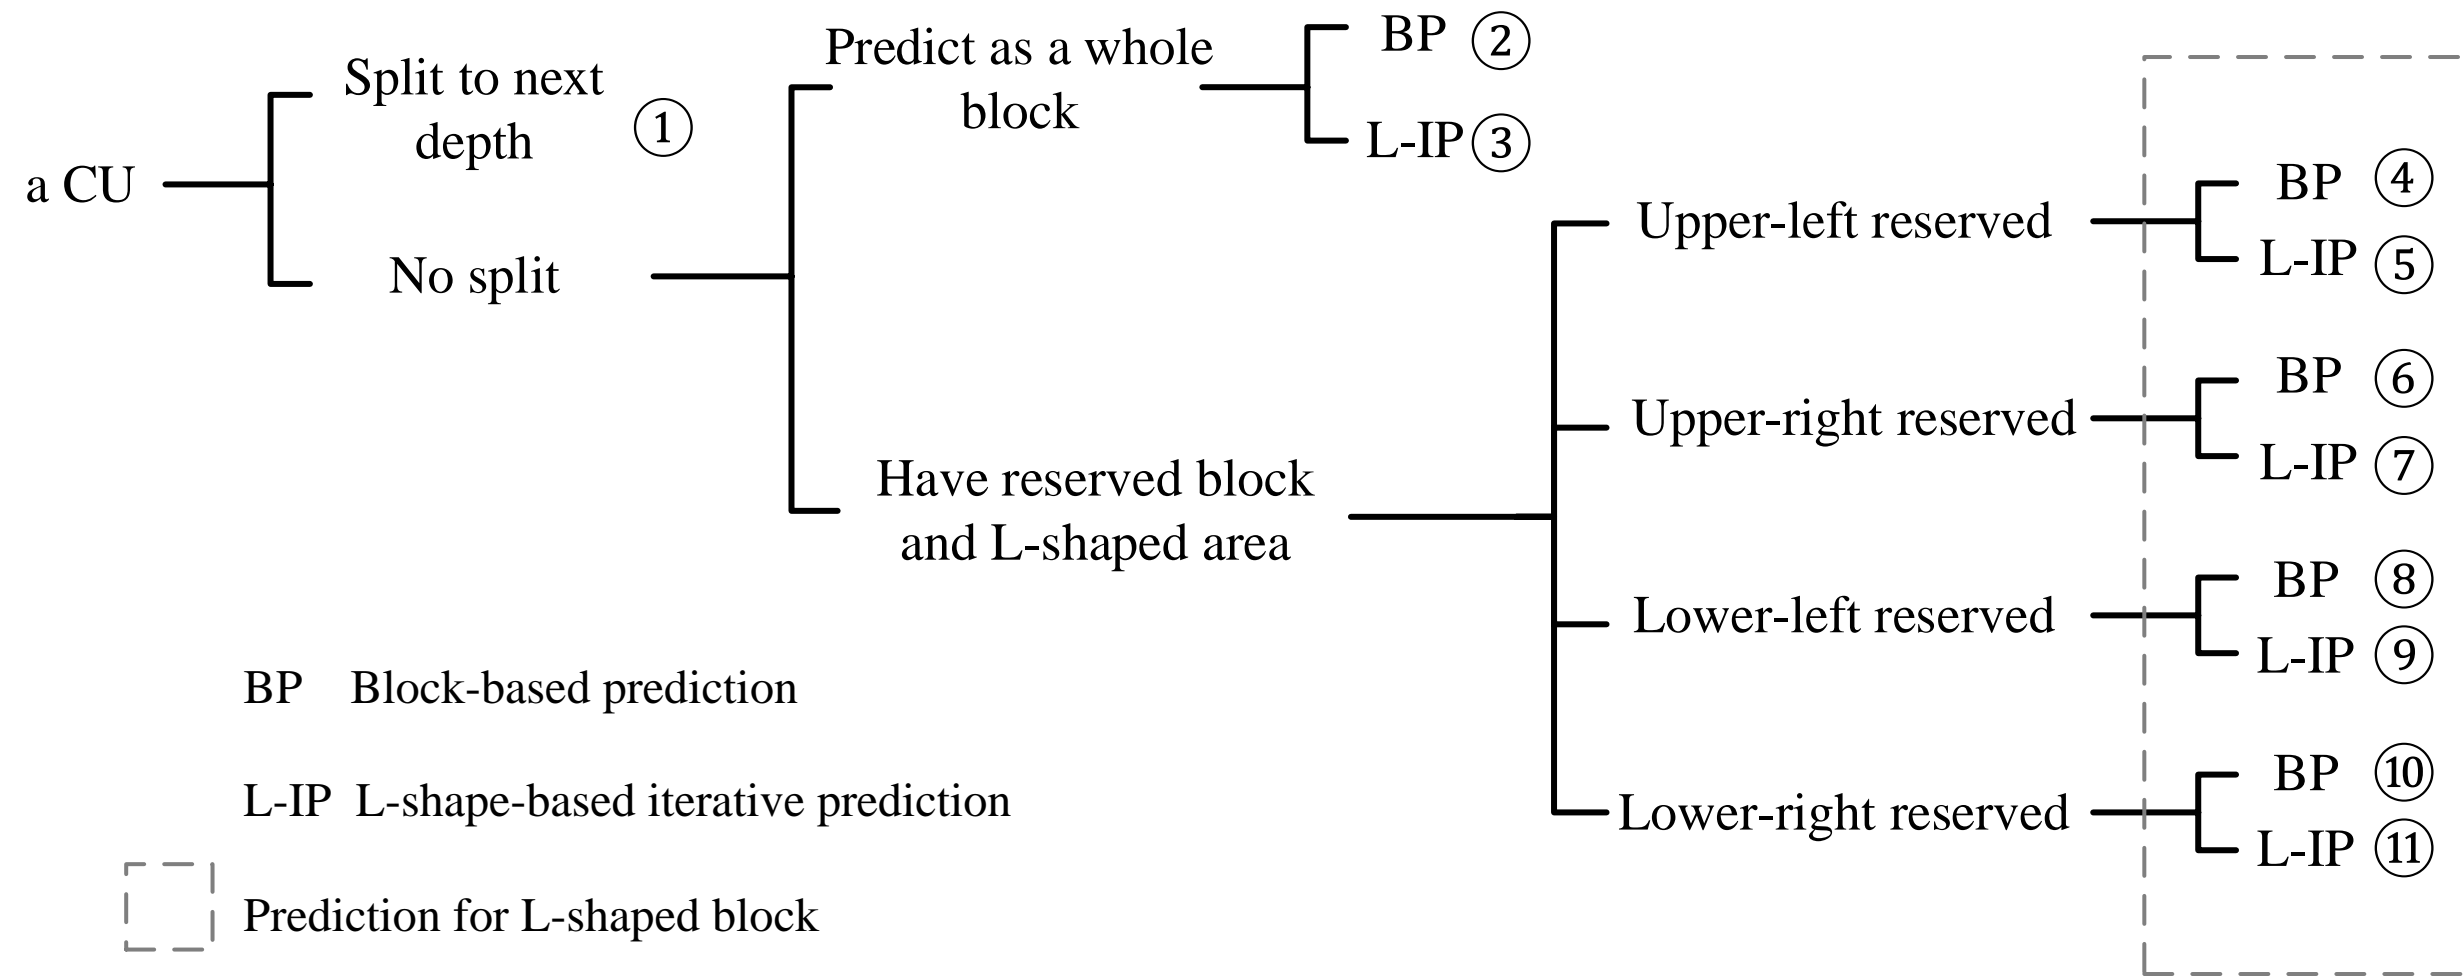 a CU
Split to next
depth ①
No split
Predict as a whole
block
BP ②
L-IP ③
Have reserved block
and L-shaped area
Upper-left reserved
BP ④
L-IP ⑤
Upper-right reserved
BP ⑥
L-IP ⑦
Lower-left reserved
BP ⑧
L-IP ⑨
Lower-right reserved
BP ⑩
L-IP ⑪
BP Block-based prediction
L-IP L-shape-based iterative prediction
Prediction for L-shaped block